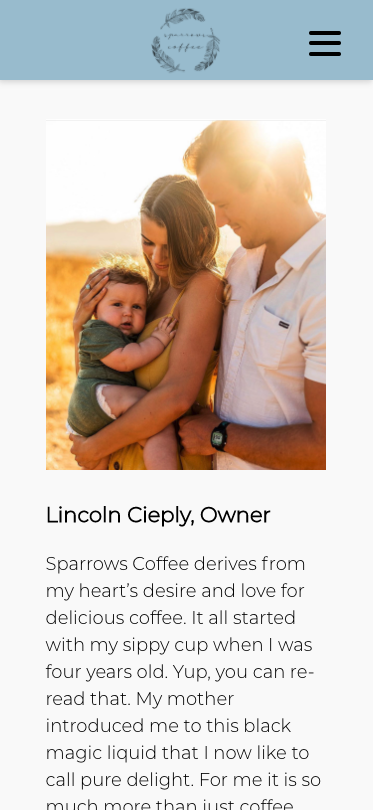 sparrows
coffee
Lincoln Cieply, Owner
Sparrows Coffee derives from
my heart’s desire and love for
delicious coffee. It all started
with my sippy cup when I was
four years old. Yup, you can re-
read that. My mother
introduced me to this black
magic liquid that I now like to
call pure delight. For me it is so
much more than just coffee